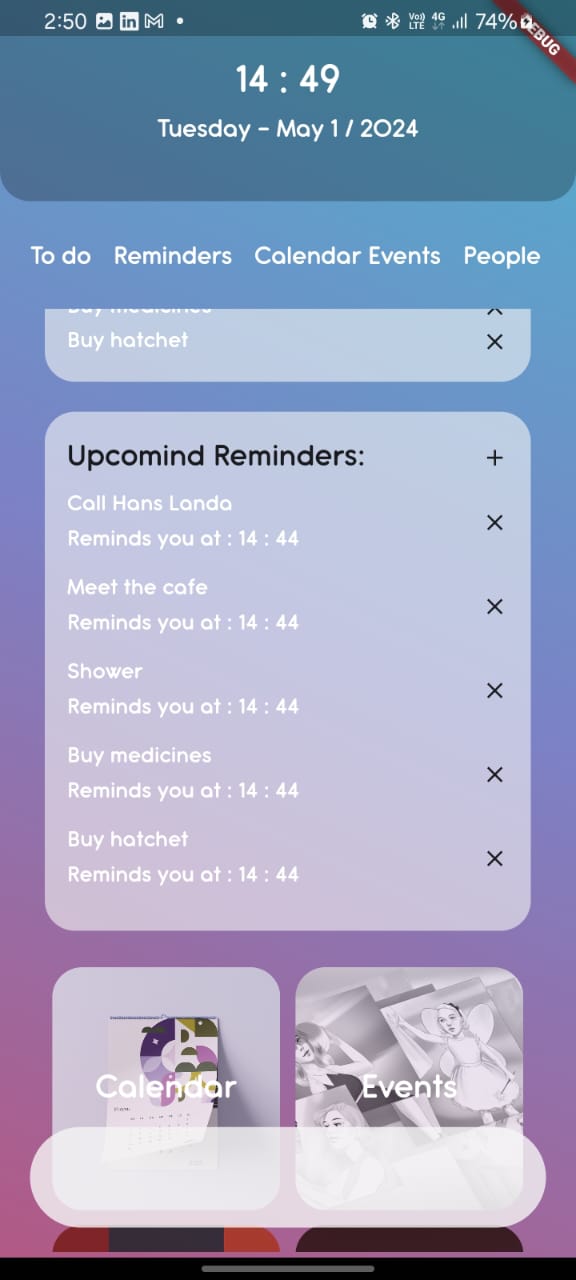 2:50
Vo))
LTE
4G
74%
DEBUG
14 : 49
Tuesday - May 1 / 2024
To do Reminders Calendar Events People
Buy medicines
Buy hatchet
Upcomind Reminders:
Call Hans Landa
Reminds you at : 14 : 44
Meet the cafe
Reminds you at : 14 : 44
Shower
Reminds you at : 14 : 44
Buy medicines
Reminds you at : 14 : 44
Buy hatchet
Reminds you at : 14 : 44
Calendar Events